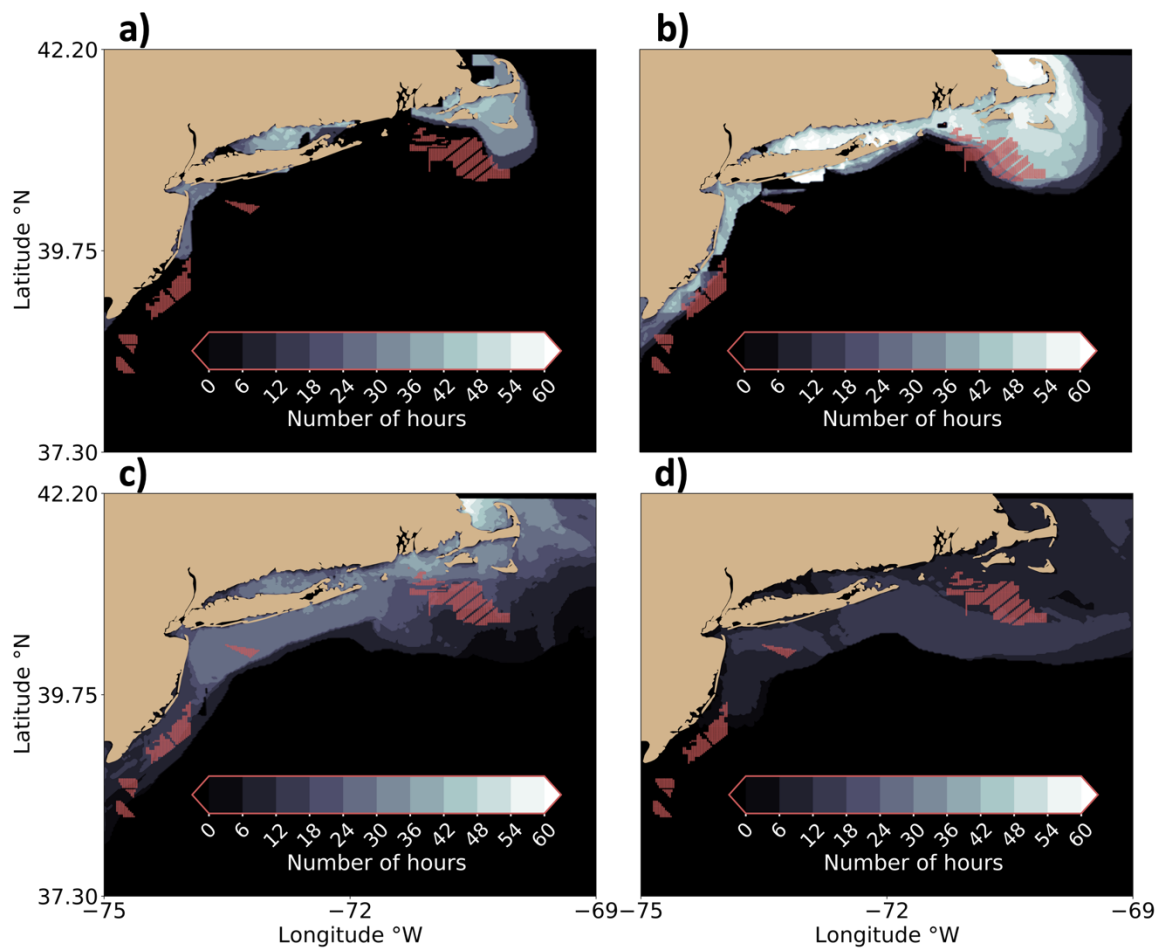 a)
b)
42.20
39.75
37.30
Latitude °N
0 6 12 18 24 30 36 42 48 54 60
Number of hours
0 6 12 18 24 30 36 42 48 54 60
Number of hours
c)
d)
42.20
39.75
37.30
Latitude °N
0 6 12 18 24 30 36 42 48 54 60
Number of hours
0 6 12 18 24 30 36 42 48 54 60
Number of hours
−75 −72 −69
−75 −72 −69
Longitude °W
Longitude °W